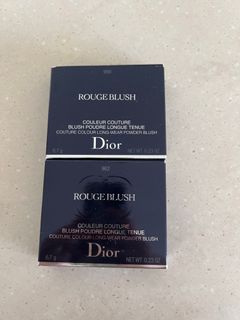 ROUGE BLUSH
COULEUR COUTURE
BLUSH POUDRE LONGUE TENUE
COUTURE COLOUR LONG-WEAR POWDER BLUSH
Dior
6,7 g NET WT. 0.23 OZ
962
ROUGE BLUSH
COULEUR COUTURE
BLUSH POUDRE LONGUE TENUE
COUTURE COLOUR LONG-WEAR POWDER BLUSH
Dior
6,7 g NET WT. 0.23 OZ